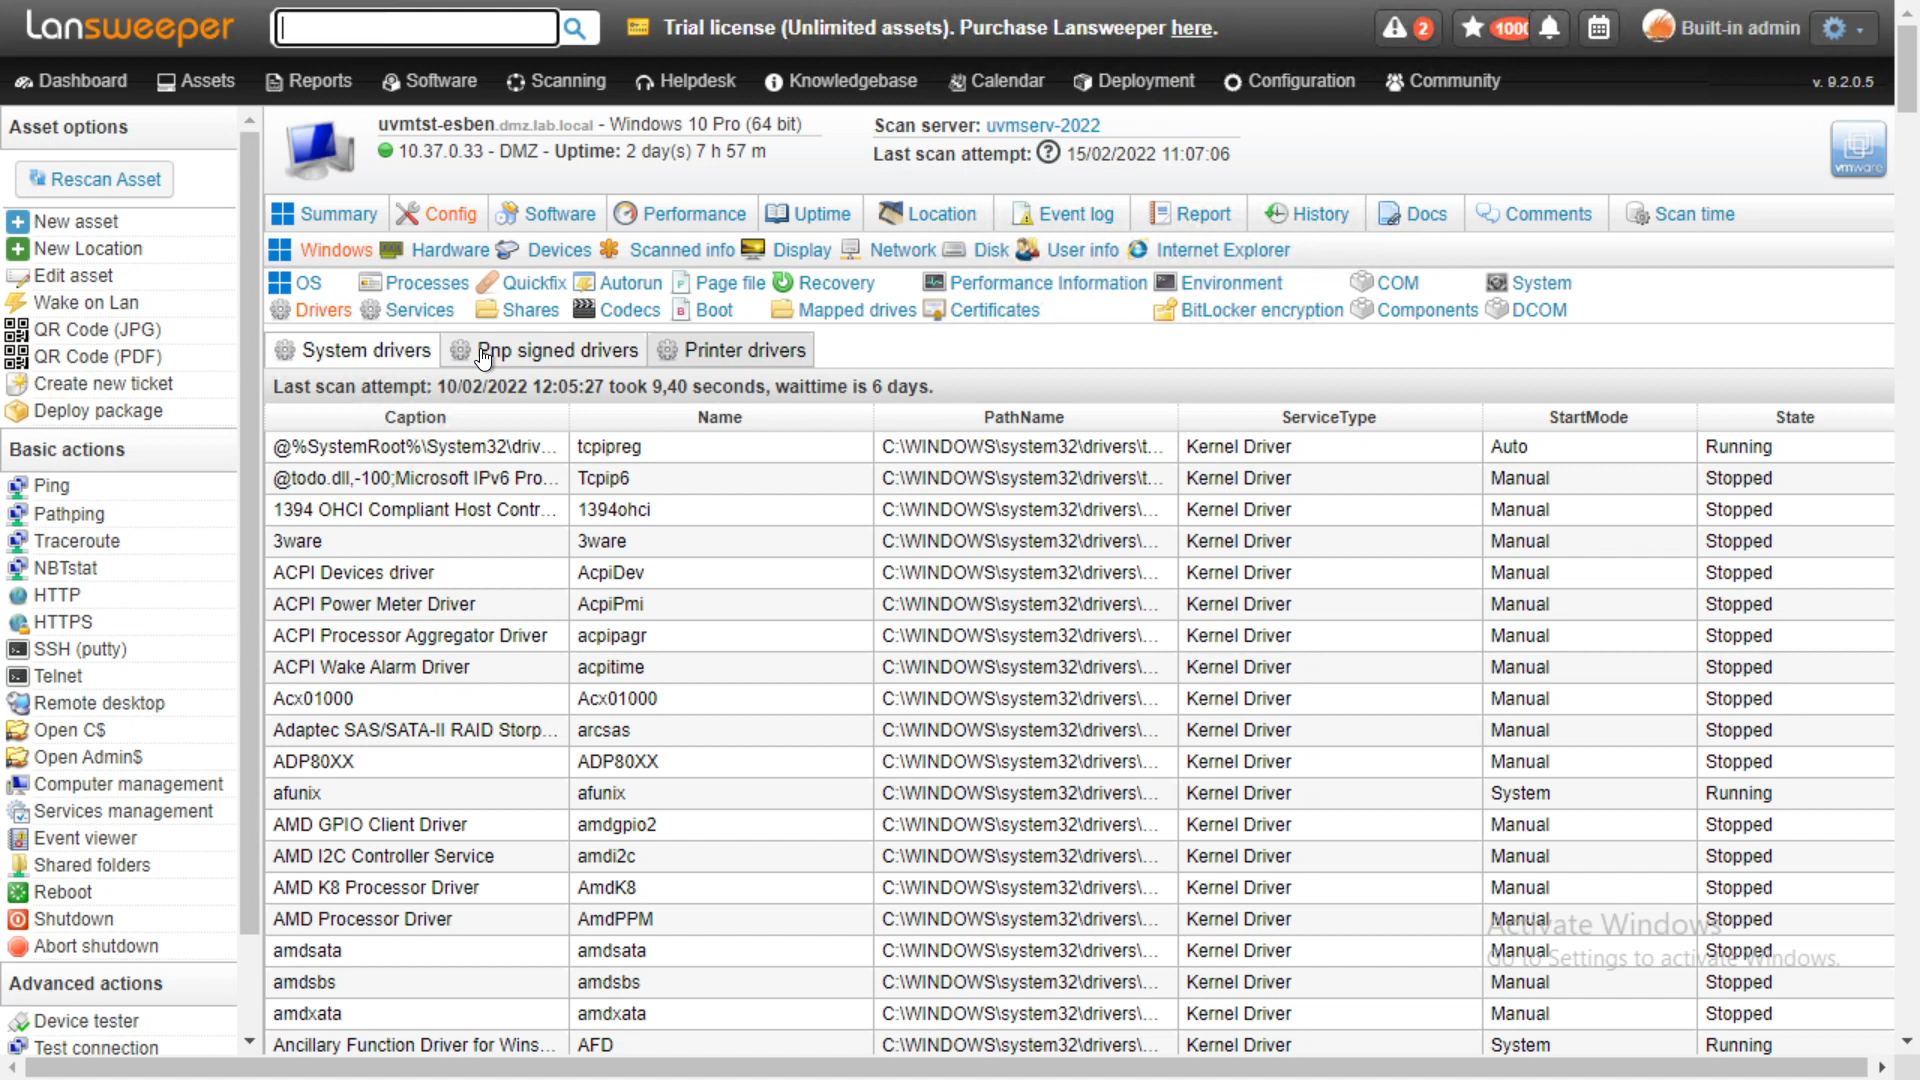 Lansweeper
Trial license (Unlimited assets). Purchase Lansweeper here.
2
1000
Built-in admin
Dashboard Assets Reports Software Scanning Helpdesk Knowledgebase Calendar Deployment Configuration Community v. 9.2.0.5
Asset options
Rescan Asset
New asset
New Location
Edit asset
Wake on Lan
QR Code (JPG)
QR Code (PDF)
Create new ticket
Deploy package
Basic actions
Ping
Pathping
Traceroute
NBTstat
HTTP
HTTPS
SSH (putty)
Telnet
Remote desktop
Open C$
Open Admin$
Computer management
Services management
Event viewer
Shared folders
Reboot
Shutdown
Abort shutdown
Advanced actions
Device tester
Test connection
uvmtst-esben.dmz.lab.local - Windows 10 Pro (64 bit)
10.37.0.33 - DMZ - Uptime: 2 day(s) 7 h 57 m
Scan server: uvmserv-2022
Last scan attempt: ? 15/02/2022 11:07:06
vmware
Summary Config Software Performance Uptime Location Event log Report History Docs Comments Scan time
Windows Hardware Devices Scanned info Display Network Disk User info Internet Explorer
OS Processes Quickfix Autorun Page file Recovery Performance Information Environment COM System
Drivers Services Shares Codecs Boot Mapped drives Certificates BitLocker encryption Components DCOM
System drivers Pnp signed drivers Printer drivers
Last scan attempt: 10/02/2022 12:05:27 took 9,40 seconds, waittime is 6 days.
Caption Name PathName ServiceType StartMode State
@%SystemRoot%\System32\driv... tcpipreg C:\WINDOWS\system32\drivers\t... Kernel Driver Auto Running
@todo.dll,-100;Microsoft IPv6 Pro... Tcpip6 C:\WINDOWS\system32\drivers\t... Kernel Driver Manual Stopped
1394 OHCI Compliant Host Contr... 1394ohci C:\WINDOWS\system32\drivers\... Kernel Driver Manual Stopped
3ware 3ware C:\WINDOWS\system32\drivers\... Kernel Driver Manual Stopped
ACPI Devices driver AcpiDev C:\WINDOWS\system32\drivers\... Kernel Driver Manual Stopped
ACPI Power Meter Driver AcpiPmi C:\WINDOWS\system32\drivers\... Kernel Driver Manual Stopped
ACPI Processor Aggregator Driver acpipagr C:\WINDOWS\system32\drivers\... Kernel Driver Manual Stopped
ACPI Wake Alarm Driver acpitime C:\WINDOWS\system32\drivers\... Kernel Driver Manual Stopped
Acx01000 Acx01000 C:\WINDOWS\system32\drivers\... Kernel Driver Manual Stopped
Adaptec SAS/SATA-II RAID Storp... arcsas C:\WINDOWS\system32\drivers\... Kernel Driver Manual Stopped
ADP80XX ADP80XX C:\WINDOWS\system32\drivers\... Kernel Driver Manual Stopped
afunix afunix C:\WINDOWS\system32\drivers\... Kernel Driver System Running
AMD GPIO Client Driver amdgpio2 C:\WINDOWS\system32\drivers\... Kernel Driver Manual Stopped
AMD I2C Controller Service amdi2c C:\WINDOWS\system32\drivers\... Kernel Driver Manual Stopped
AMD K8 Processor Driver AmdK8 C:\WINDOWS\system32\drivers\... Kernel Driver Manual Stopped
AMD Processor Driver AmdPPM C:\WINDOWS\system32\drivers\... Kernel Driver Manual Stopped
amdsata amdsata C:\WINDOWS\system32\drivers\... Kernel Driver Manual Stopped
amdsbs amdsbs C:\WINDOWS\system32\drivers\... Kernel Driver Manual Stopped
amdxata amdxata C:\WINDOWS\system32\drivers\... Kernel Driver Manual Stopped
Ancillary Function Driver for Wins... AFD C:\WINDOWS\system32\drivers\... Kernel Driver System Running
Activate Windows
Go to Settings to activate Windows.